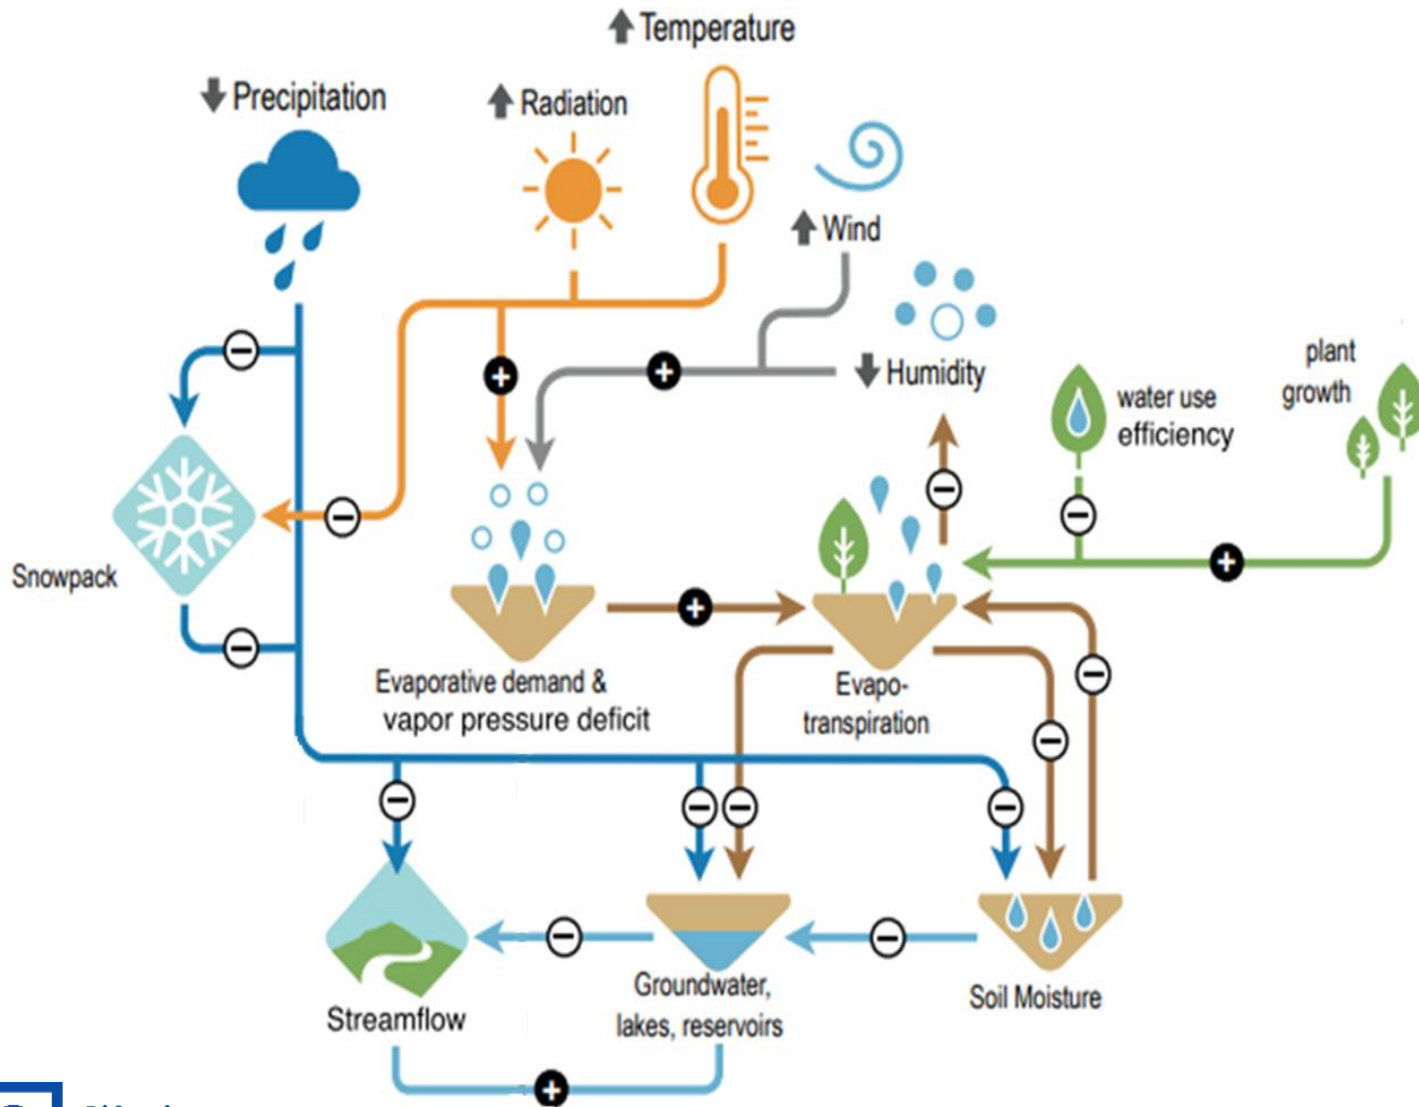 Temperature
Precipitation
Radiation
Wind
Humidity
plant
growth
water use
efficiency
Snowpack
Evaporative demand &
vapor pressure deficit
Evapo-
transpiration
Streamflow
Groundwater,
lakes, reservoirs
Soil Moisture